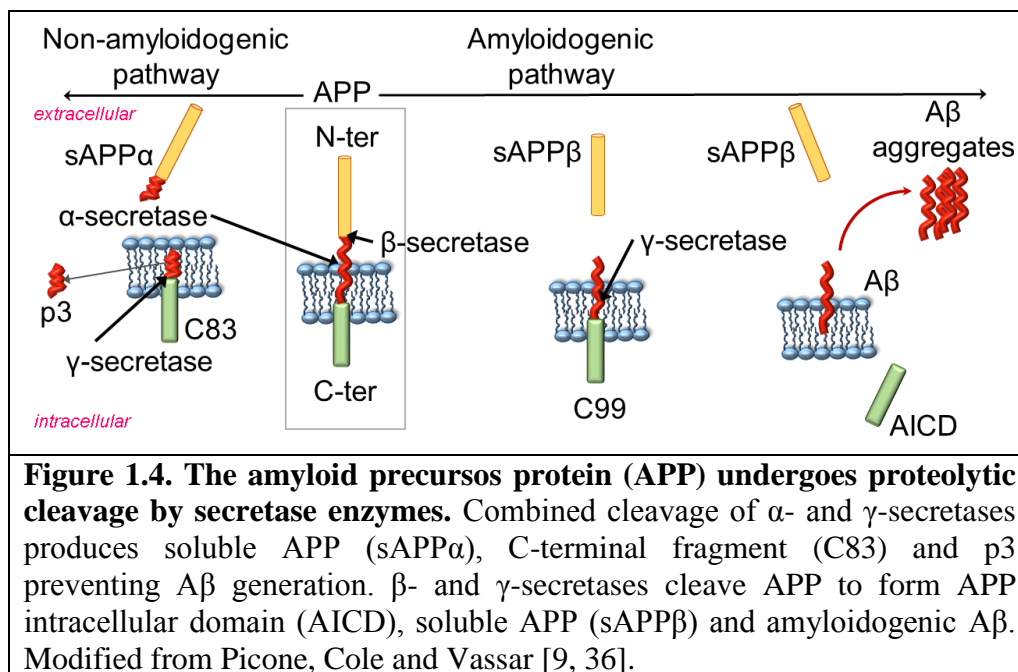 Non-amyloidogenic
pathway
Amyloidogenic
pathway
APP
extracellular
sAPPα
N-ter
sAPPβ
sAPPβ
Aβ
aggregates
α-secretase
β-secretase
γ-secretase
Aβ
p3
C83
γ-secretase
C-ter
C99
AICD
intracellular
Figure 1.4. The amyloid precursos protein (APP) undergoes proteolytic
cleavage by secretase enzymes. Combined cleavage of α- and γ-secretases
produces soluble APP (sAPPα), C-terminal fragment (C83) and p3
preventing Aβ generation. β- and γ-secretases cleave APP to form APP
intracellular domain (AICD), soluble APP (sAPPβ) and amyloidogenic Aβ.
Modified from Picone, Cole and Vassar [9, 36].